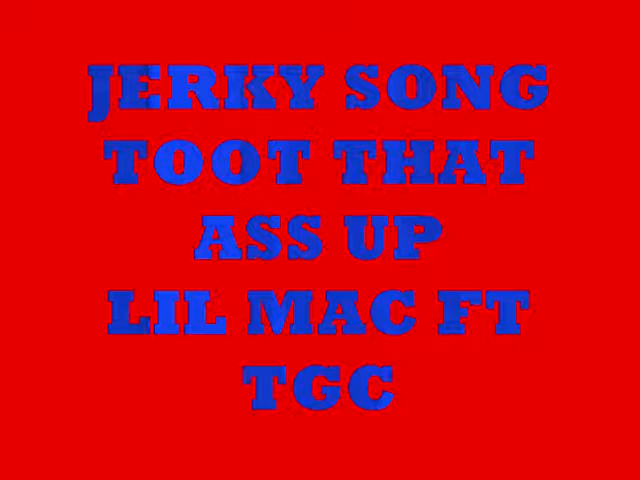 JERKY SONG
TOOT THAT
ASS UP
LIL MAC FT
TGC